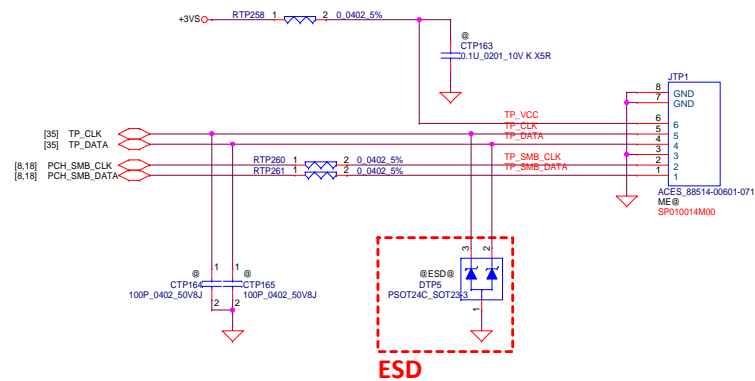 +3VS
RTP258 1 2 0_0402_5%
@
CTP163
0.1U_0201_10V K X5R
JTP1
8 GND
7 GND
TP_VCC 6 6
[35] TP_CLK TP_CLK 5 5
[35] TP_DATA TP_DATA 4 4
3 3
[8,18] PCH_SMB_CLK RTP260 1 2 0_0402_5% TP_SMB_CLK 2 2
[8,18] PCH_SMB_DATA RTP261 1 2 0_0402_5% TP_SMB_DATA 1 1
ACES_88514-00601-071
ME@
SP010014M00
3 2
1 1
@ @
CTP164 CTP165
100P_0402_50V8J 100P_0402_50V8J
2 2
@ESD@
DTP5
PSOT24C_SOT23-3
1
ESD